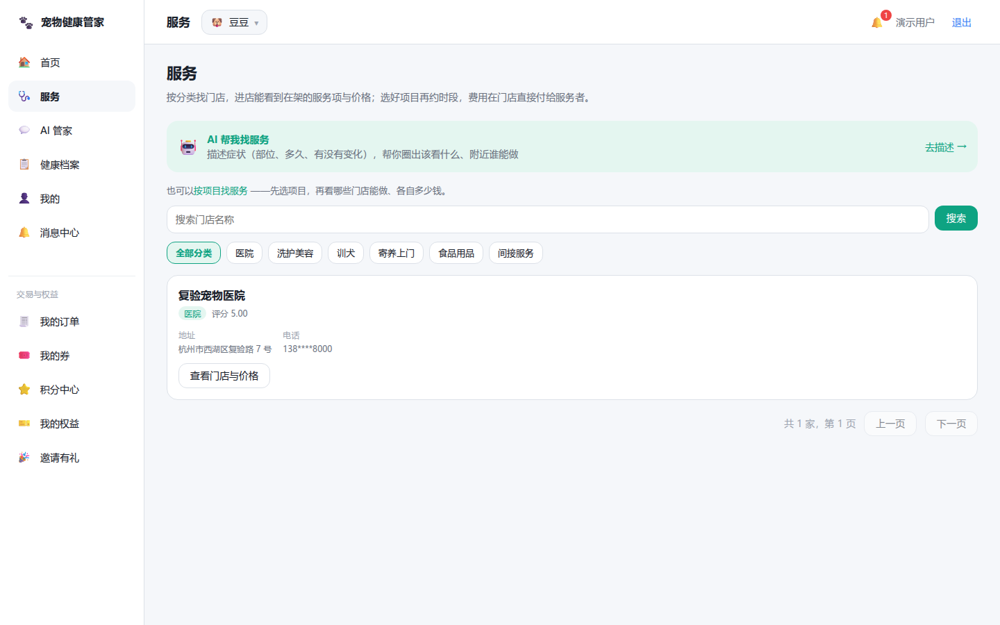 宠物健康管家
首页
服务
AI 管家
健康档案
我的
消息中心
交易与权益
我的订单
我的券
积分中心
我的权益
邀请有礼
服务
豆豆
1
演示用户
退出
服务
按分类找门店，进店能看到在架的服务项与价格；选好项目再约时段，费用在门店直接付给服务者。
AI 帮我找服务
描述症状（部位、多久、有没有变化），帮你圈出该看什么、附近谁能做
去描述 →
也可以按项目找服务 ——先选项目，再看哪些门店能做、各自多少钱。
搜索门店名称
搜索
全部分类
医院
洗护美容
训犬
寄养上门
食品用品
间接服务
复验宠物医院
医院 评分 5.00
地址 电话
杭州市西湖区复验路 7 号 138****8000
查看门店与价格
共 1 家，第 1 页
上一页
下一页